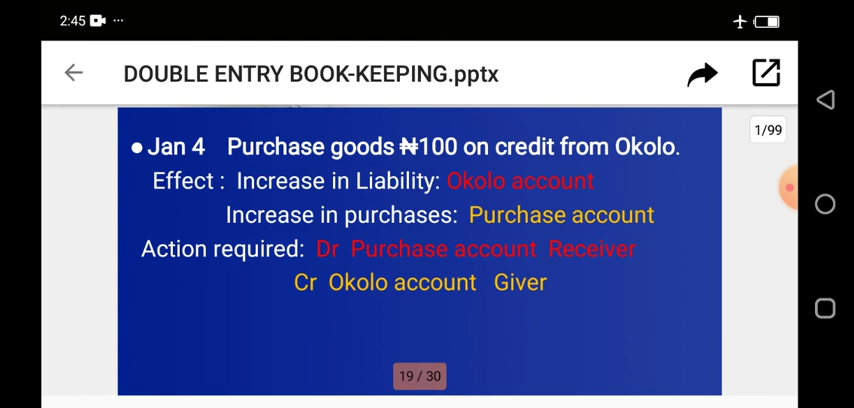 2:45 ...
DOUBLE ENTRY BOOK-KEEPING.pptx
1/99
● Jan 4 Purchase goods ₦100 on credit from Okolo.
Effect : Increase in Liability: Okolo account
Increase in purchases: Purchase account
Action required: Dr Purchase account Receiver
Cr Okolo account Giver
19 / 30